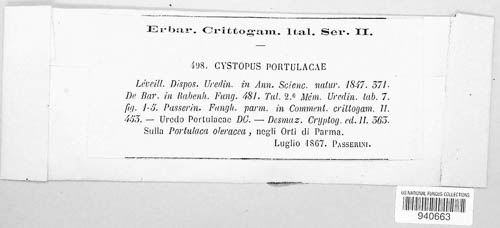 Erbar. Crittogam. Ital. Ser. II.
498. CYSTOPUS PORTULACAE
Léveill. Dispos. Uredin. in Ann. Scienc. natur. 1847. 371.
De Bar. in Rabenh. Fung. 481. Tul. 2.e Mém. Uredin. tab. 7.
fig. 1-5. Passerin. Fungh. parm. in Comment. crittogam. II.
453. — Uredo Portulacae DC. — Desmaz. Cryptog. ed. II. 363.
Sulla Portulaca oleracea, negli Orti di Parma.
Luglio 1867. PASSERINI.
US NATIONAL FUNGUS COLLECTIONS
940663